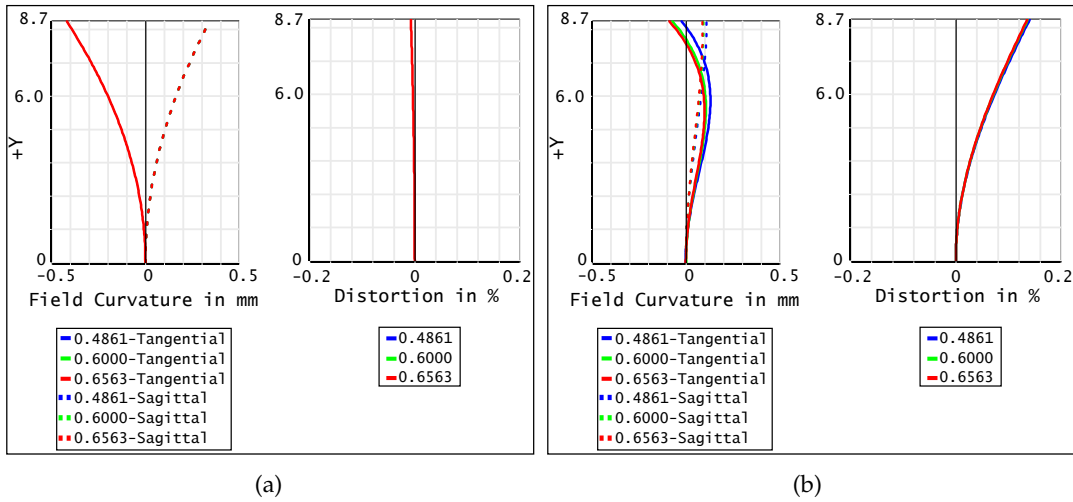 8.7
6.0
+Y
0
-0.5 0 0.5
Field Curvature in mm
0.4861-Tangential
0.6000-Tangential
0.6563-Tangential
0.4861-Sagittal
0.6000-Sagittal
0.6563-Sagittal
8.7
6.0
0
-0.2 0 0.2
Distortion in %
0.4861
0.6000
0.6563
(a)
8.7
6.0
+Y
0
-0.5 0 0.5
Field Curvature in mm
0.4861-Tangential
0.6000-Tangential
0.6563-Tangential
0.4861-Sagittal
0.6000-Sagittal
0.6563-Sagittal
8.7
6.0
0
-0.2 0 0.2
Distortion in %
0.4861
0.6000
0.6563
(b)